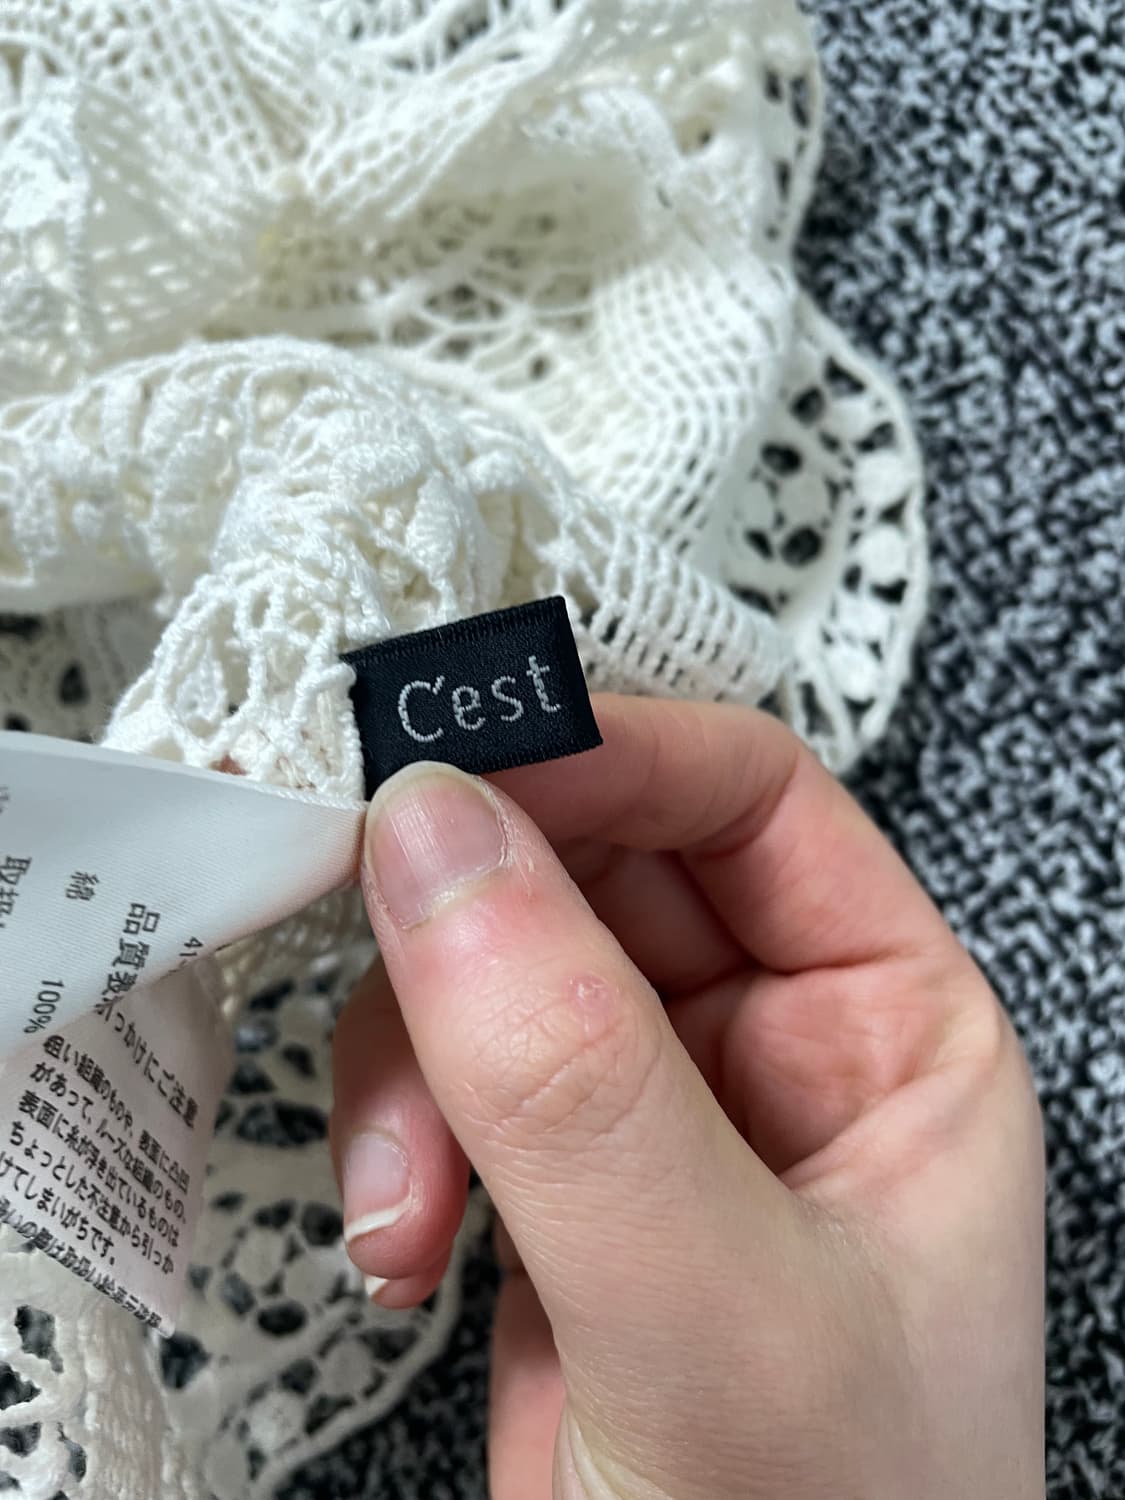 C'est
綿
100%
品質表
引っかけにご注意
粗い組織のものや、表面に凸凹
があって、ルーズな組織のもの、
表面に糸が浮き出ているものは
ちょっとした不注意から引っか
けてしまいがちです。